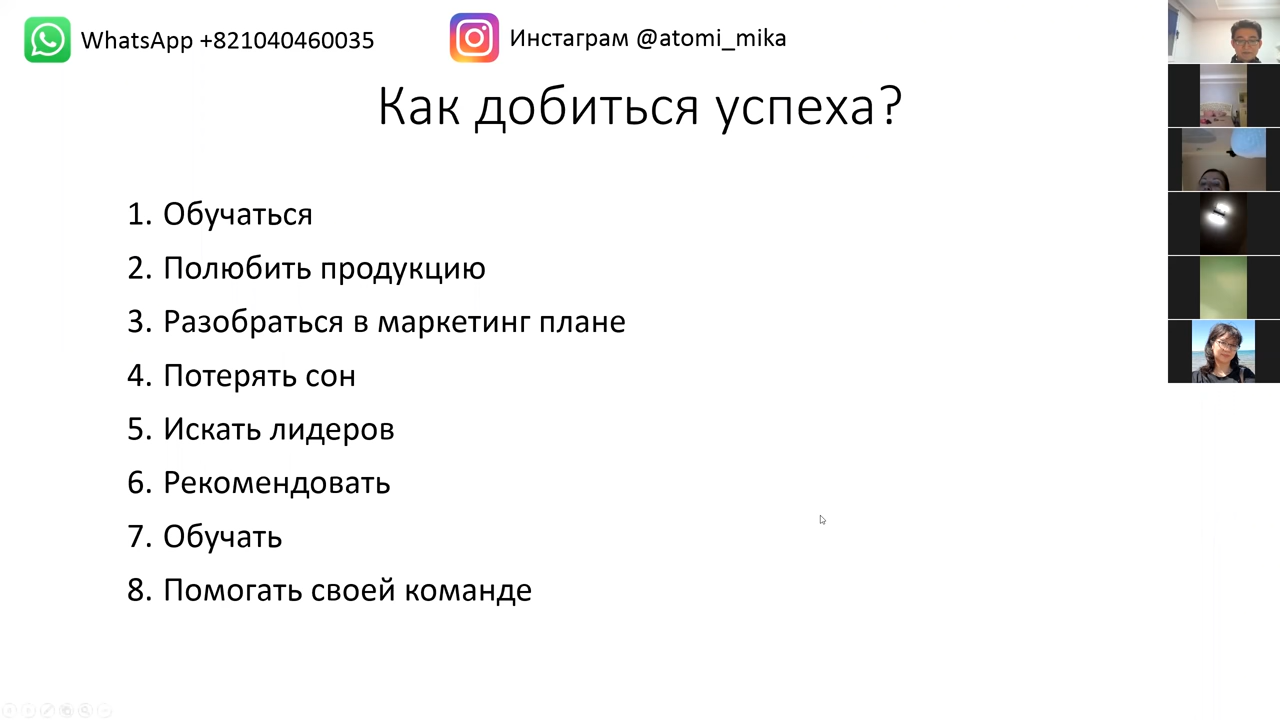 WhatsApp +821040460035
Инстаграм @atomi_mika
Как добиться успеха?
1. Обучаться
2. Полюбить продукцию
3. Разобраться в маркетинг плане
4. Потерять сон
5. Искать лидеров
6. Рекомендовать
7. Обучать
8. Помогать своей команде